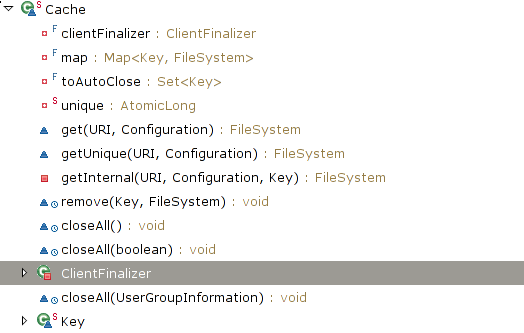 Cache
clientFinalizer : ClientFinalizer
map : Map<Key, FileSystem>
toAutoClose : Set<Key>
unique : AtomicLong
get(URI, Configuration) : FileSystem
getUnique(URI, Configuration) : FileSystem
getInternal(URI, Configuration, Key) : FileSystem
remove(Key, FileSystem) : void
closeAll() : void
closeAll(boolean) : void
ClientFinalizer
closeAll(UserGroupInformation) : void
Key